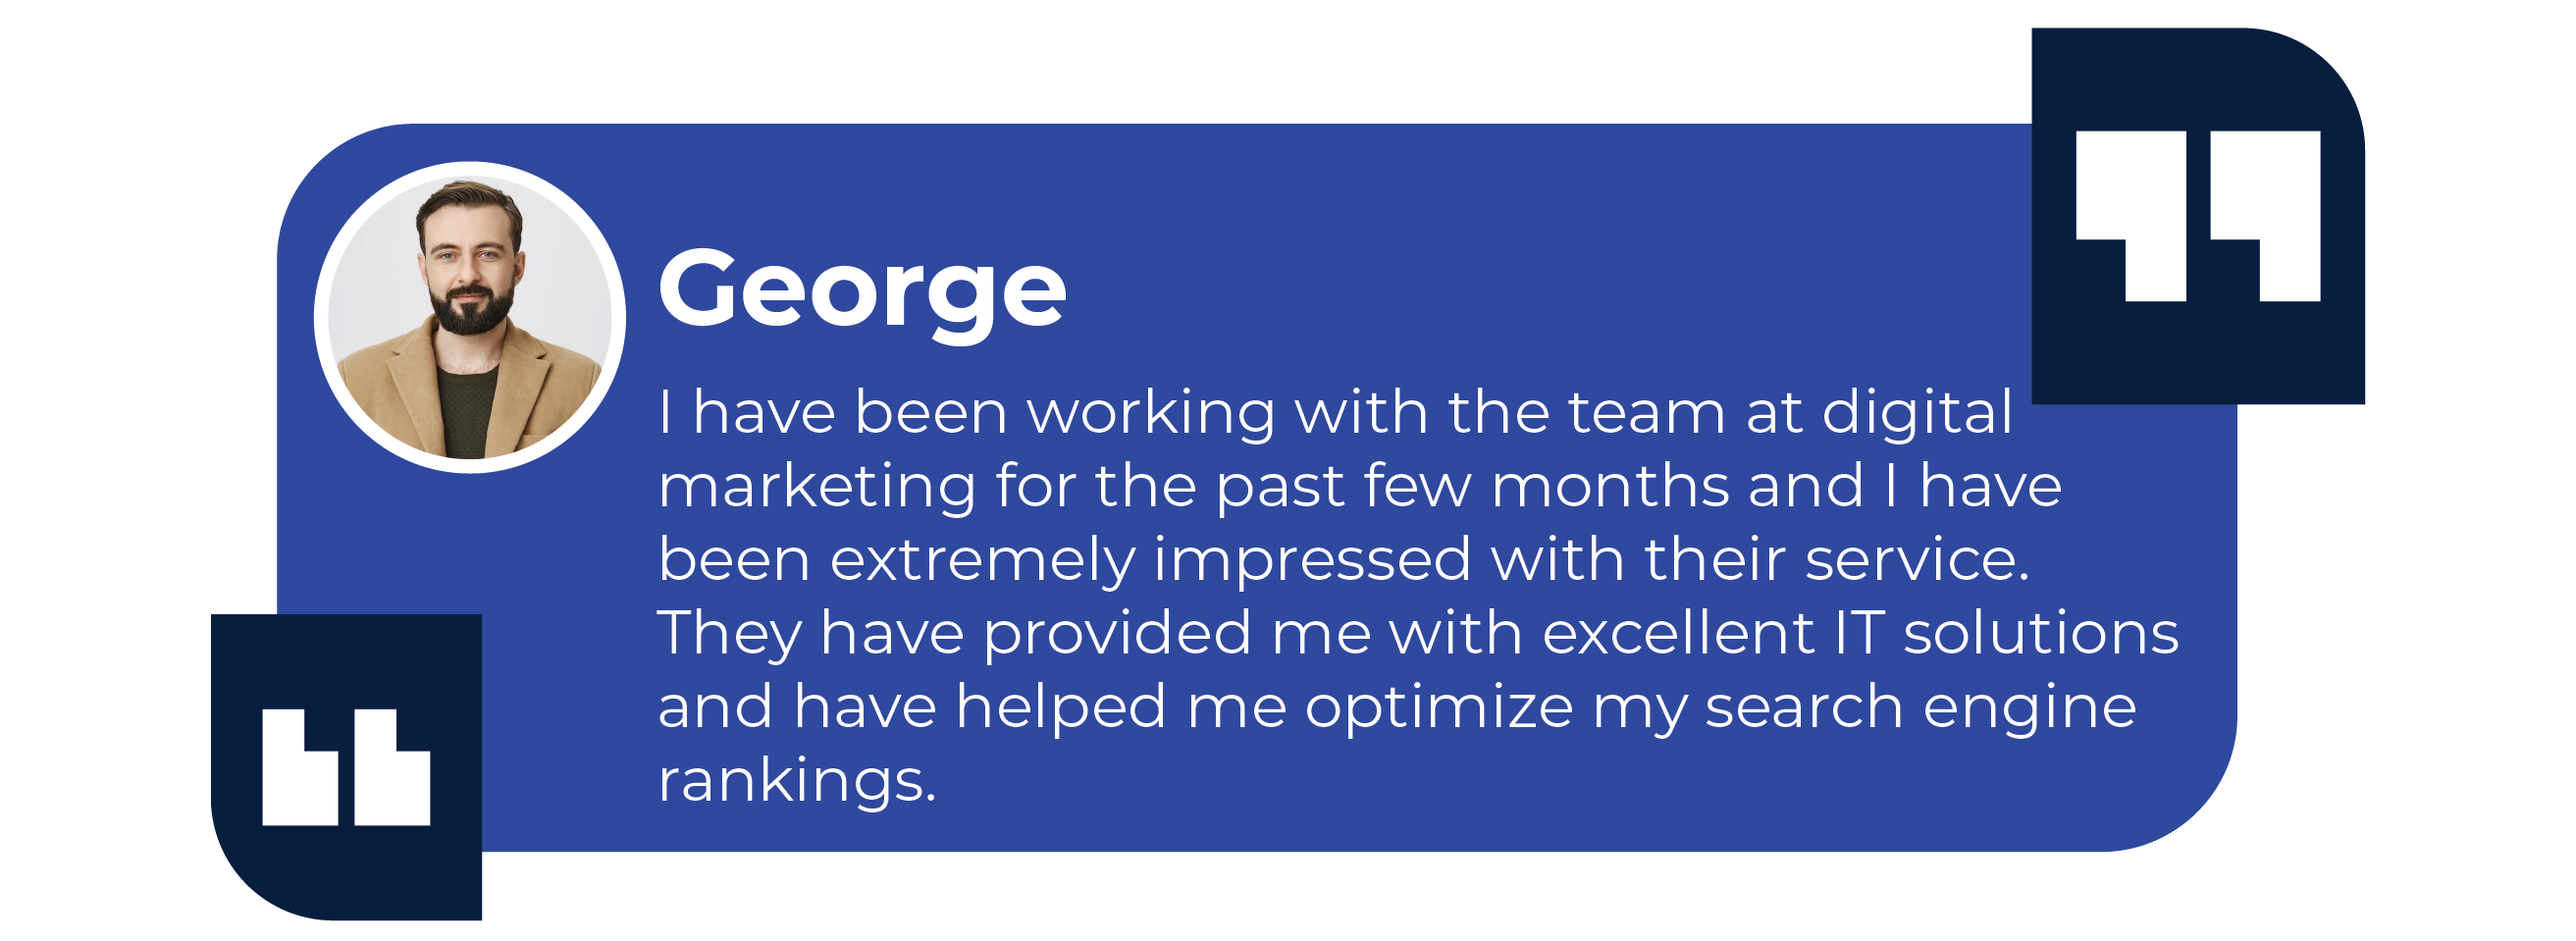 George
I have been working with the team at digital
marketing for the past few months and I have
been extremely impressed with their service.
They have provided me with excellent IT solutions
and have helped me optimize my search engine
rankings.